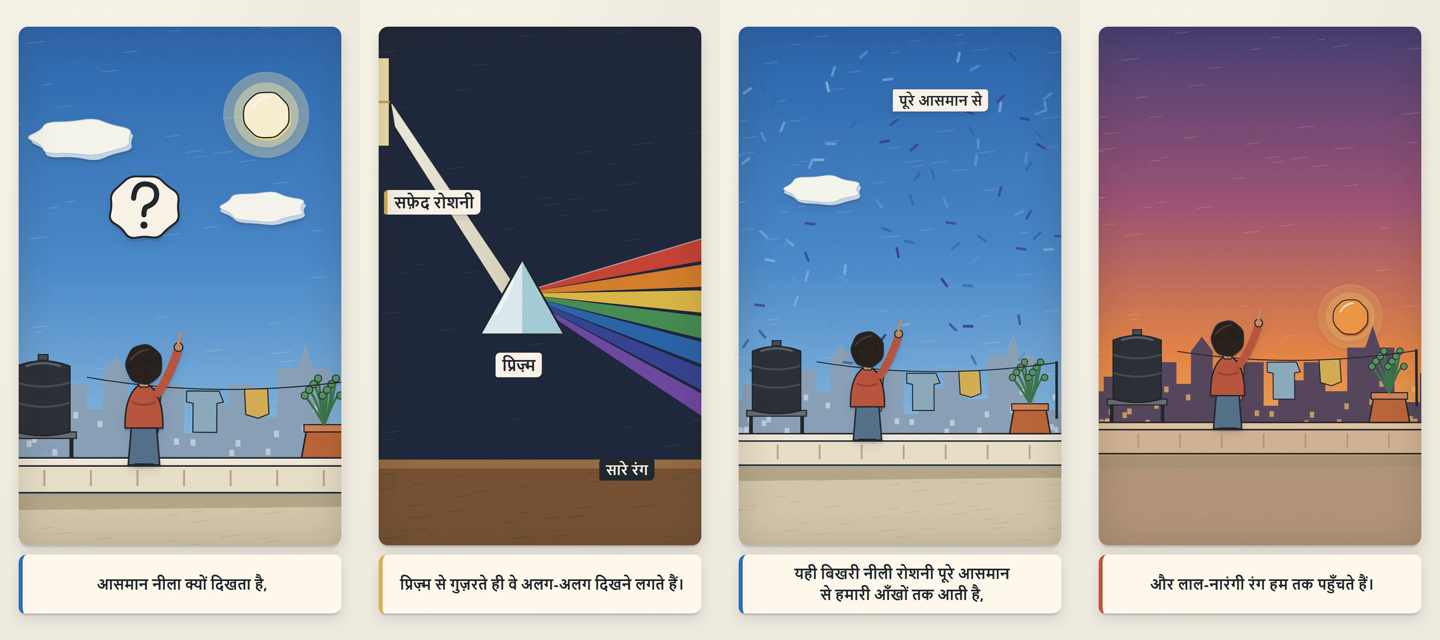 ?
आसमान नीला क्यों दिखता है,
सफ़ेद रोशनी
प्रिज़्म
सारे रंग
प्रिज़्म से गुज़रते ही वे अलग-अलग दिखने लगते हैं।
पूरे आसमान से
यही बिखरी नीली रोशनी पूरे आसमान
से हमारी आँखों तक आती है,
और लाल-नारंगी रंग हम तक पहुँचते हैं।